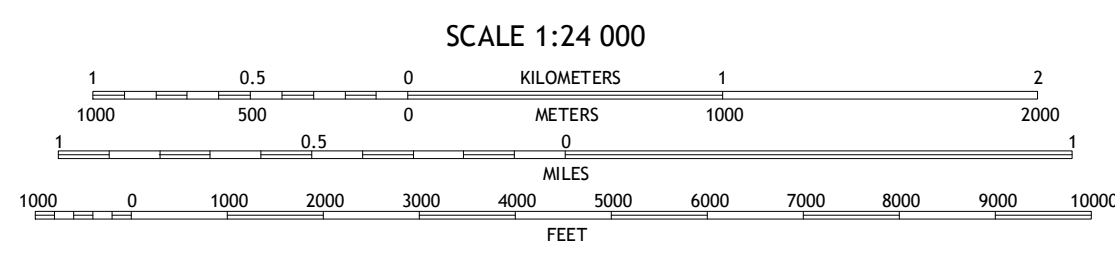 SCALE 1:24 000
1 0.5 0 KILOMETERS 1 2
1000 500 0 METERS 1000 2000
1 0.5 0 1
MILES
1000 0 1000 2000 3000 4000 5000 6000 7000 8000 9000 10000
FEET